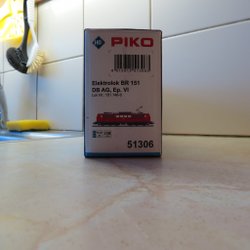 PIKO
Elektrolok BR 151
DB AG, Ep. VI
51306